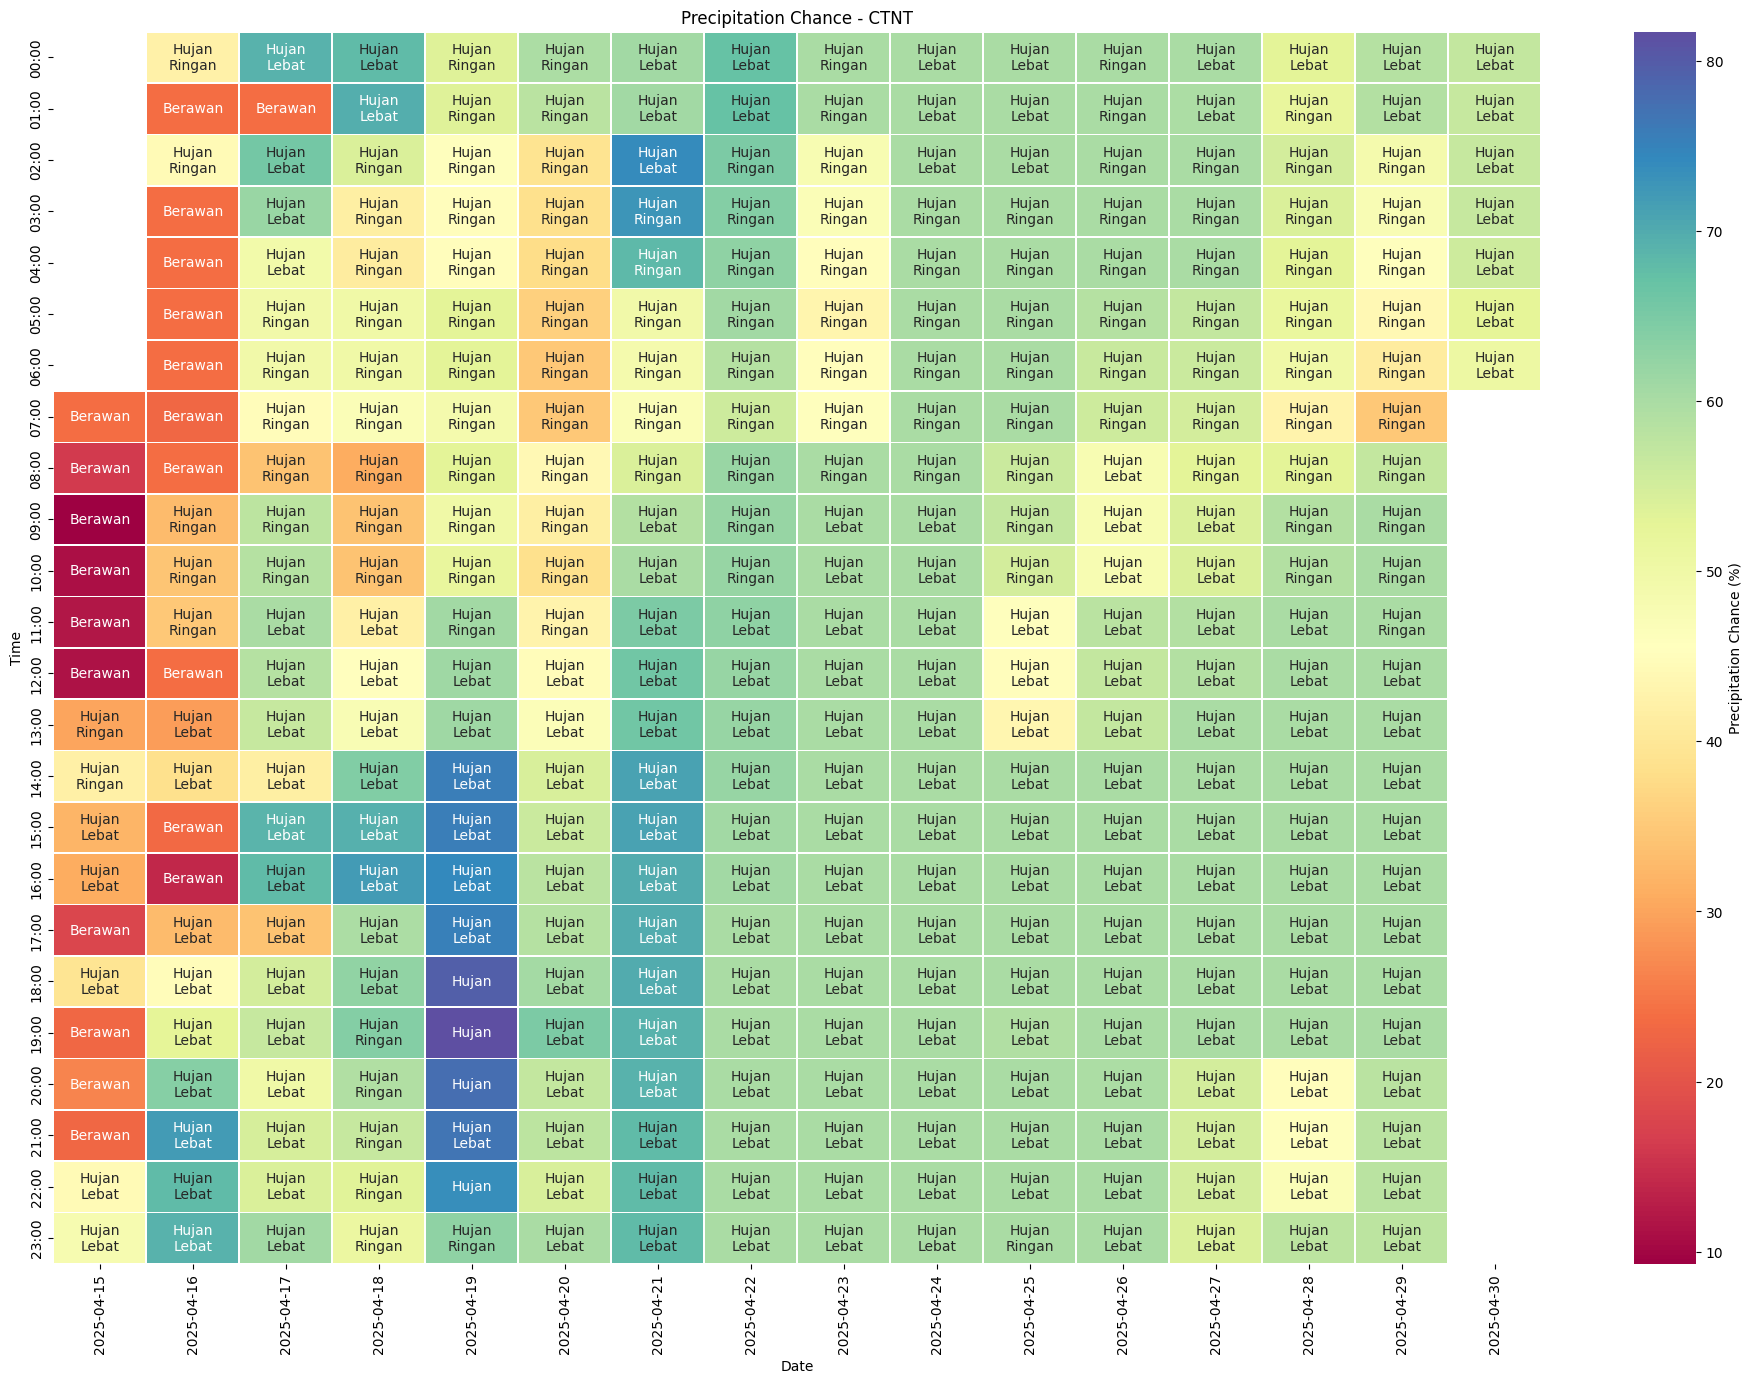 Precipitation Chance - CTNT
00:00 Hujan Ringan Hujan Lebat Hujan Lebat Hujan Ringan Hujan Ringan Hujan Lebat Hujan Lebat Hujan Ringan Hujan Lebat Hujan Lebat Hujan Ringan Hujan Lebat Hujan Lebat Hujan Lebat Hujan Lebat
01:00 Berawan Berawan Hujan Lebat Hujan Ringan Hujan Ringan Hujan Lebat Hujan Lebat Hujan Ringan Hujan Lebat Hujan Lebat Hujan Lebat Hujan Lebat Hujan Ringan Hujan Lebat Hujan Lebat
02:00 Hujan Ringan Hujan Lebat Hujan Ringan Hujan Ringan Hujan Ringan Hujan Lebat Hujan Ringan Hujan Ringan Hujan Lebat Hujan Lebat Hujan Ringan Hujan Ringan Hujan Ringan Hujan Ringan Hujan Lebat
03:00 Berawan Hujan Lebat Hujan Ringan Hujan Ringan Hujan Ringan Hujan Ringan Hujan Ringan Hujan Ringan Hujan Ringan Hujan Ringan Hujan Ringan Hujan Ringan Hujan Ringan Hujan Ringan Hujan Lebat
04:00 Berawan Hujan Lebat Hujan Ringan Hujan Ringan Hujan Ringan Hujan Ringan Hujan Ringan Hujan Ringan Hujan Ringan Hujan Ringan Hujan Ringan Hujan Ringan Hujan Ringan Hujan Ringan Hujan Lebat
05:00 Berawan Hujan Ringan Hujan Ringan Hujan Ringan Hujan Ringan Hujan Ringan Hujan Ringan Hujan Ringan Hujan Ringan Hujan Ringan Hujan Ringan Hujan Ringan Hujan Ringan Hujan Ringan Hujan Lebat
06:00 Berawan Hujan Ringan Hujan Ringan Hujan Ringan Hujan Ringan Hujan Ringan Hujan Ringan Hujan Ringan Hujan Ringan Hujan Ringan Hujan Ringan Hujan Ringan Hujan Ringan Hujan Ringan Hujan Lebat
07:00 Berawan Berawan Hujan Ringan Hujan Ringan Hujan Ringan Hujan Ringan Hujan Ringan Hujan Ringan Hujan Ringan Hujan Ringan Hujan Ringan Hujan Ringan Hujan Ringan Hujan Ringan Hujan Ringan
08:00 Berawan Berawan Hujan Ringan Hujan Ringan Hujan Ringan Hujan Ringan Hujan Ringan Hujan Ringan Hujan Ringan Hujan Ringan Hujan Ringan Hujan Lebat Hujan Ringan Hujan Ringan Hujan Ringan
09:00 Berawan Hujan Ringan Hujan Ringan Hujan Ringan Hujan Ringan Hujan Ringan Hujan Lebat Hujan Ringan Hujan Lebat Hujan Lebat Hujan Ringan Hujan Lebat Hujan Lebat Hujan Ringan Hujan Ringan
10:00 Berawan Hujan Ringan Hujan Ringan Hujan Ringan Hujan Ringan Hujan Ringan Hujan Lebat Hujan Ringan Hujan Lebat Hujan Lebat Hujan Ringan Hujan Lebat Hujan Lebat Hujan Ringan Hujan Ringan
11:00 Berawan Hujan Ringan Hujan Lebat Hujan Lebat Hujan Ringan Hujan Ringan Hujan Lebat Hujan Lebat Hujan Lebat Hujan Lebat Hujan Lebat Hujan Lebat Hujan Lebat Hujan Lebat Hujan Ringan
12:00 Berawan Berawan Hujan Lebat Hujan Lebat Hujan Lebat Hujan Lebat Hujan Lebat Hujan Lebat Hujan Lebat Hujan Lebat Hujan Lebat Hujan Lebat Hujan Lebat Hujan Lebat Hujan Lebat
13:00 Hujan Ringan Hujan Lebat Hujan Lebat Hujan Lebat Hujan Lebat Hujan Lebat Hujan Lebat Hujan Lebat Hujan Lebat Hujan Lebat Hujan Lebat Hujan Lebat Hujan Lebat Hujan Lebat Hujan Lebat
14:00 Hujan Ringan Hujan Lebat Hujan Lebat Hujan Lebat Hujan Lebat Hujan Lebat Hujan Lebat Hujan Lebat Hujan Lebat Hujan Lebat Hujan Lebat Hujan Lebat Hujan Lebat Hujan Lebat Hujan Lebat
15:00 Hujan Lebat Berawan Hujan Lebat Hujan Lebat Hujan Lebat Hujan Lebat Hujan Lebat Hujan Lebat Hujan Lebat Hujan Lebat Hujan Lebat Hujan Lebat Hujan Lebat Hujan Lebat Hujan Lebat
16:00 Hujan Lebat Berawan Hujan Lebat Hujan Lebat Hujan Lebat Hujan Lebat Hujan Lebat Hujan Lebat Hujan Lebat Hujan Lebat Hujan Lebat Hujan Lebat Hujan Lebat Hujan Lebat Hujan Lebat
17:00 Berawan Hujan Lebat Hujan Lebat Hujan Lebat Hujan Lebat Hujan Lebat Hujan Lebat Hujan Lebat Hujan Lebat Hujan Lebat Hujan Lebat Hujan Lebat Hujan Lebat Hujan Lebat Hujan Lebat
18:00 Hujan Lebat Hujan Lebat Hujan Lebat Hujan Lebat Hujan Hujan Lebat Hujan Lebat Hujan Lebat Hujan Lebat Hujan Lebat Hujan Lebat Hujan Lebat Hujan Lebat Hujan Lebat Hujan Lebat
19:00 Berawan Hujan Lebat Hujan Lebat Hujan Ringan Hujan Hujan Lebat Hujan Lebat Hujan Lebat Hujan Lebat Hujan Lebat Hujan Lebat Hujan Lebat Hujan Lebat Hujan Lebat Hujan Lebat
20:00 Berawan Hujan Lebat Hujan Lebat Hujan Ringan Hujan Hujan Lebat Hujan Lebat Hujan Lebat Hujan Lebat Hujan Lebat Hujan Lebat Hujan Lebat Hujan Lebat Hujan Lebat Hujan Lebat
21:00 Berawan Hujan Lebat Hujan Lebat Hujan Ringan Hujan Lebat Hujan Lebat Hujan Lebat Hujan Lebat Hujan Lebat Hujan Lebat Hujan Lebat Hujan Lebat Hujan Lebat Hujan Lebat Hujan Lebat
22:00 Hujan Lebat Hujan Lebat Hujan Lebat Hujan Ringan Hujan Hujan Lebat Hujan Lebat Hujan Lebat Hujan Lebat Hujan Lebat Hujan Lebat Hujan Lebat Hujan Lebat Hujan Lebat Hujan Lebat
23:00 Hujan Lebat Hujan Lebat Hujan Lebat Hujan Ringan Hujan Ringan Hujan Lebat Hujan Lebat Hujan Lebat Hujan Lebat Hujan Lebat Hujan Ringan Hujan Lebat Hujan Lebat Hujan Lebat Hujan Lebat
Time
2025-04-15 2025-04-16 2025-04-17 2025-04-18 2025-04-19 2025-04-20 2025-04-21 2025-04-22 2025-04-23 2025-04-24 2025-04-25 2025-04-26 2025-04-27 2025-04-28 2025-04-29 2025-04-30
Date
80
70
60
50
40
30
20
10
Precipitation Chance (%)